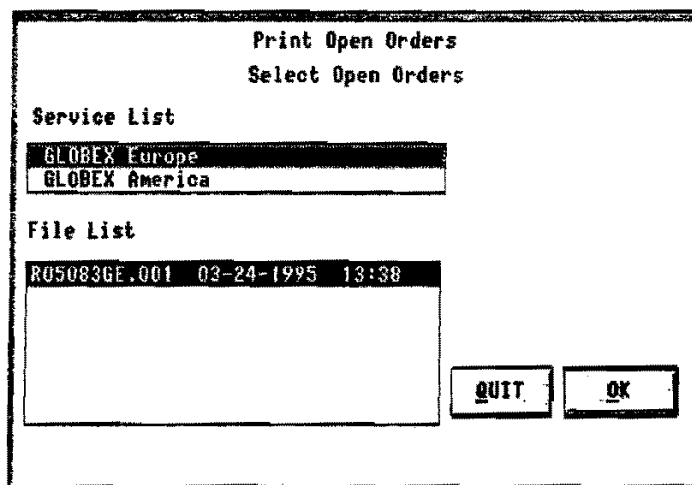 Print Open Orders
Select Open Orders
Service List
GLOBEX Europe
GLOBEX America
File List
RO5083GE.001 03-24-1995 13:38
QUIT OK